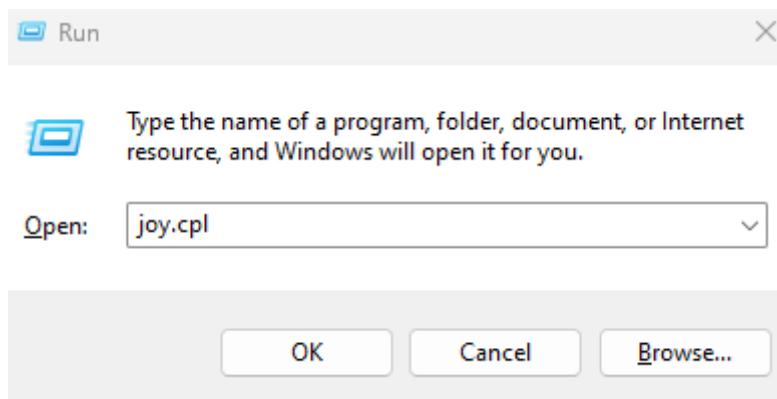 Run
Type the name of a program, folder, document, or Internet
resource, and Windows will open it for you.
Open: joy.cpl
OK Cancel Browse...